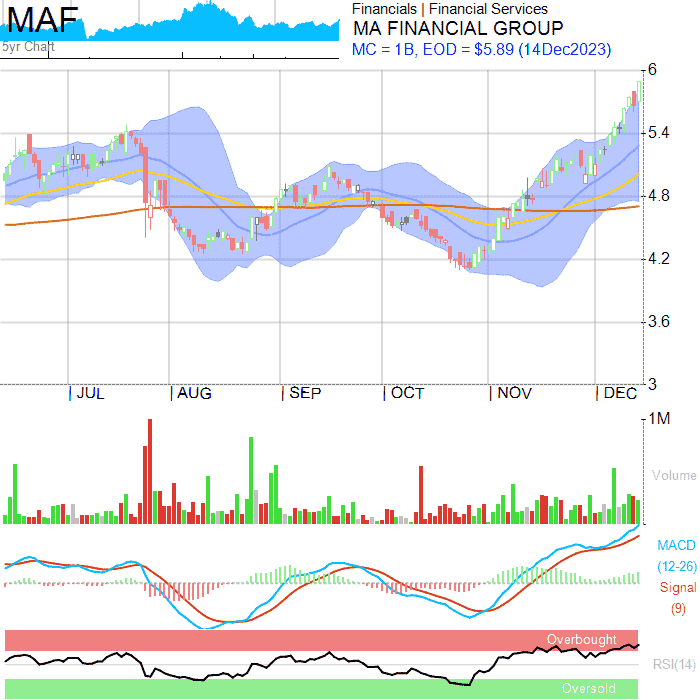 MAF
5yr Chart
Financials | Financial Services
MA FINANCIAL GROUP
MC = 1B, EOD = $5.89 (14Dec2023)
6
5.4
4.8
4.2
3.6
3
JUL AUG SEP OCT NOV DEC
1M
Volume
MACD
(12-26)
Signal
(9)
Overbought
RSI(14)
Oversold